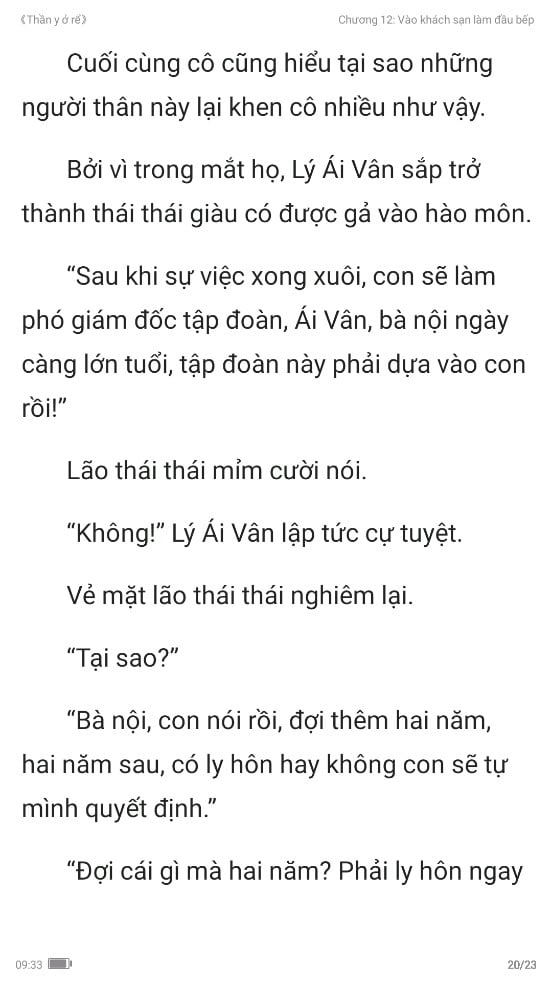 《Thần y ở rể》
Chương 12: Vào khách sạn làm đầu bếp
Cuối cùng cô cũng hiểu tại sao những
người thân này lại khen cô nhiều như vậy.
Bởi vì trong mắt họ, Lý Ái Vân sắp trở
thành thái thái giàu có được gả vào hào môn.
“Sau khi sự việc xong xuôi, con sẽ làm
phó giám đốc tập đoàn, Ái Vân, bà nội ngày
càng lớn tuổi, tập đoàn này phải dựa vào con
rồi!”
Lão thái thái mỉm cười nói.
“Không!” Lý Ái Vân lập tức cự tuyệt.
Vẻ mặt lão thái thái nghiêm lại.
“Tại sao?”
“Bà nội, con nói rồi, đợi thêm hai năm,
hai năm sau, có ly hôn hay không con sẽ tự
mình quyết định.”
“Đợi cái gì mà hai năm? Phải ly hôn ngay
09:33
20/23